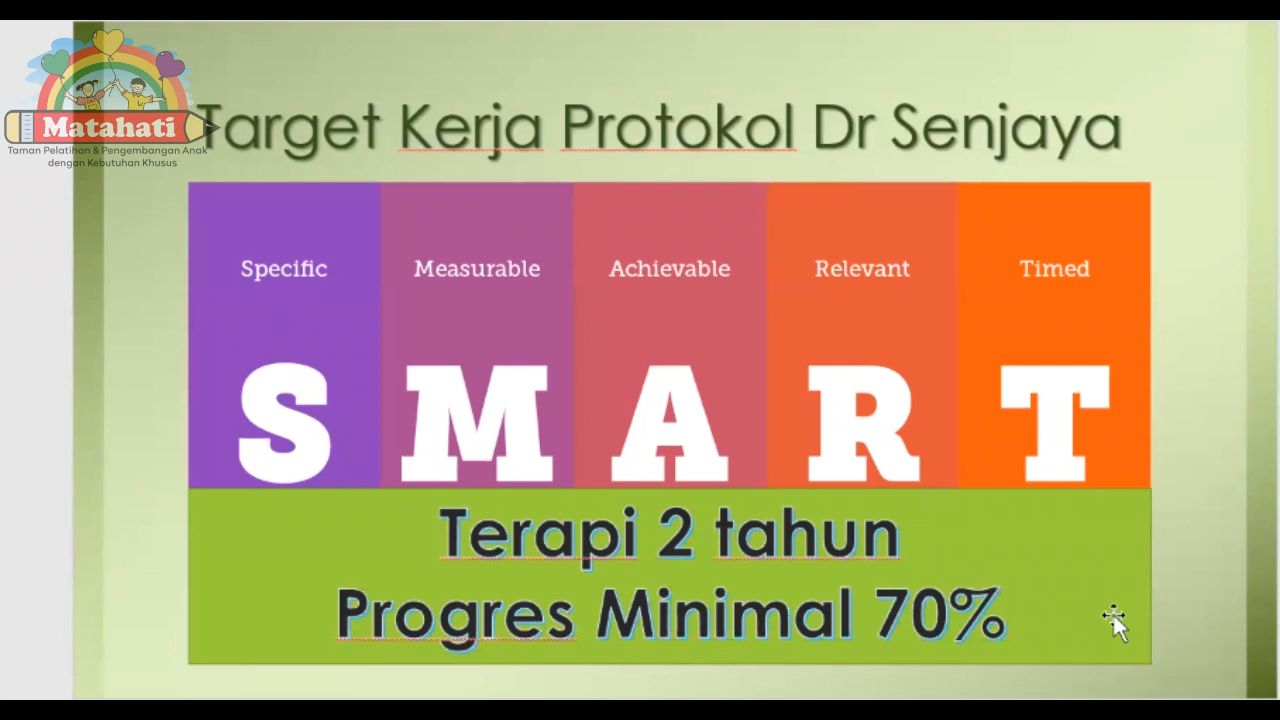 Matahati
Taman Pelatihan & Pengembangan Anak
dengan Kebutuhan Khusus
Target Kerja Protokol Dr Senjaya
Specific
Measurable
Achievable
Relevant
Timed
S M A R T
Terapi 2 tahun
Progres Minimal 70%